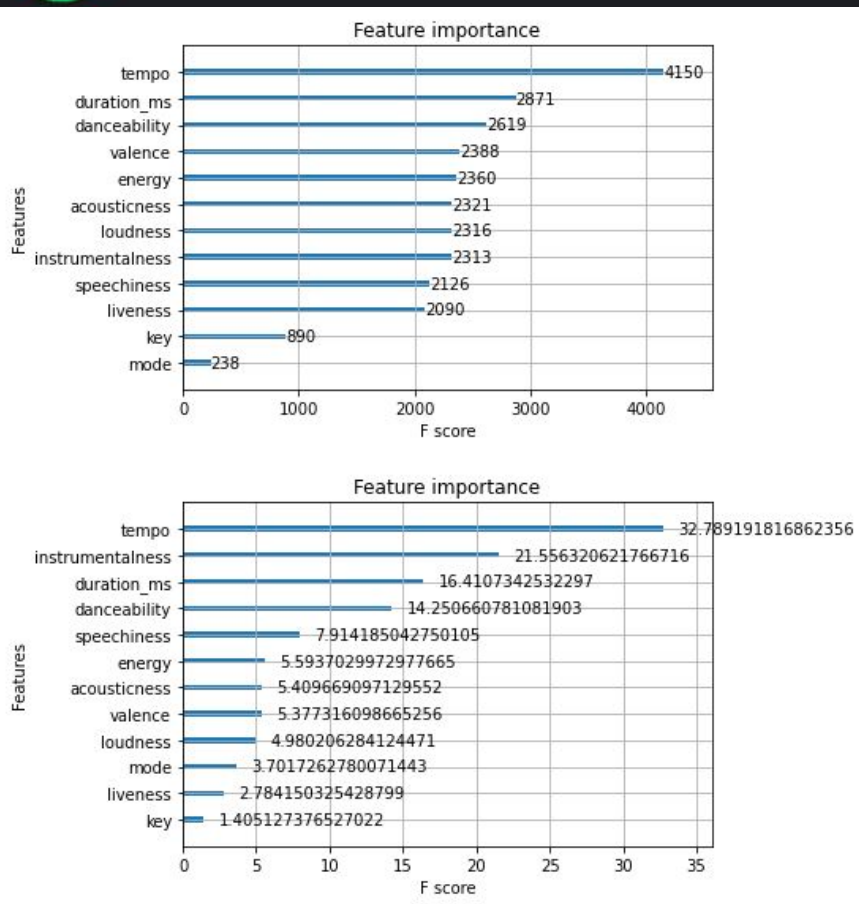 Feature importance
tempo 4150
duration_ms 2871
danceability 2619
valence 2388
energy 2360
acousticness 2321
loudness 2316
instrumentalness 2313
speechiness 2126
liveness 2090
key 890
mode 238
Features
0 1000 2000 3000 4000
F score
Feature importance
tempo 32.789191816862356
instrumentalness 21.556320621766716
duration_ms 16.4107342532297
danceability 14.250660781081903
speechiness 7.914185042750105
energy 5.5937029972977665
acousticness 5.409669097129552
valence 5.377316098665256
loudness 4.980206284124471
mode 3.7017262780071443
liveness 2.784150325428799
key 1.405127376527022
Features
0 5 10 15 20 25 30 35
F score